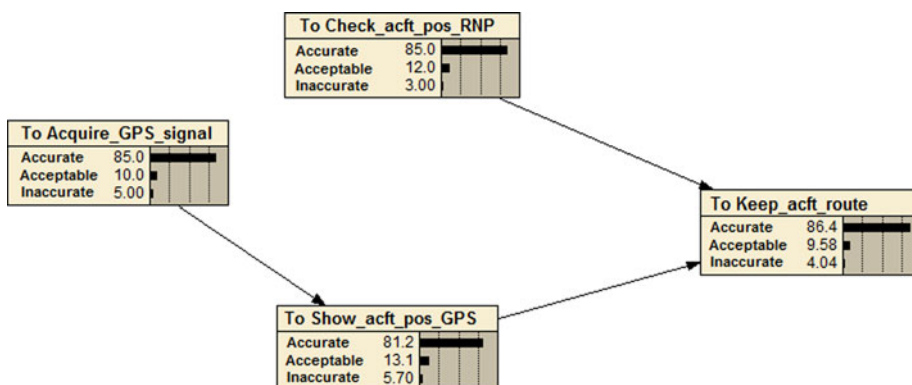 To Check_acft_pos_RNP
Accurate 85.0
Acceptable 12.0
Inaccurate 3.00
To Acquire_GPS_signal
Accurate 85.0
Acceptable 10.0
Inaccurate 5.00
To Keep_acft_route
Accurate 86.4
Acceptable 9.58
Inaccurate 4.04
To Show_acft_pos_GPS
Accurate 81.2
Acceptable 13.1
Inaccurate 5.70